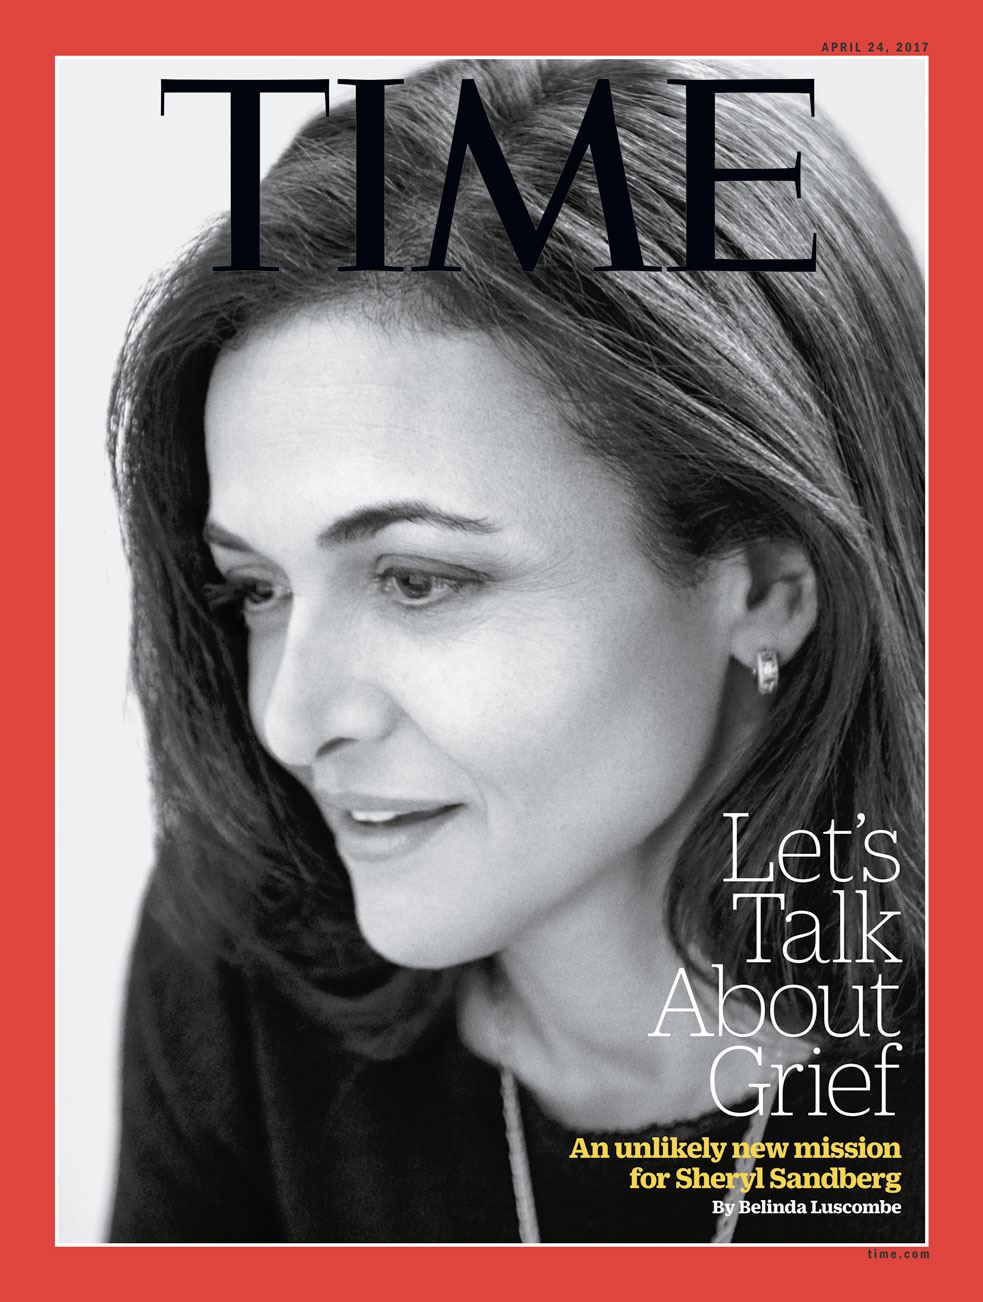 APRIL 24, 2017
TIME
Let's
Talk
About
Grief
An unlikely new mission
for Sheryl Sandberg
By Belinda Luscombe
time.com